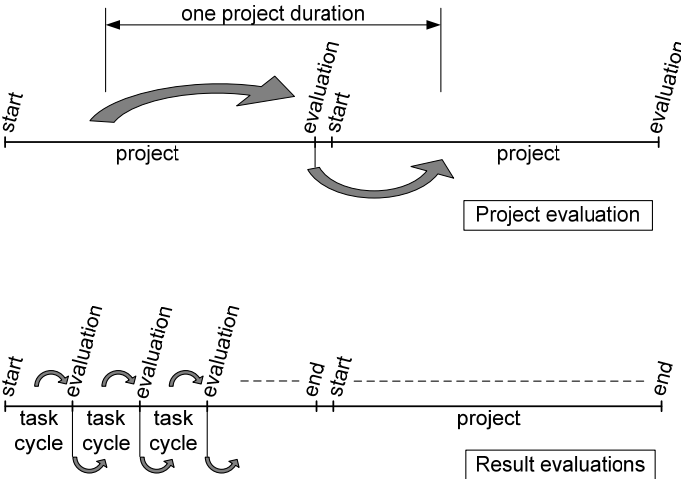 one project duration
start
evaluation
start
evaluation
project
project
Project evaluation
start
evaluation
evaluation
evaluation
end
start
end
task
cycle
task
cycle
task
cycle
project
Result evaluations